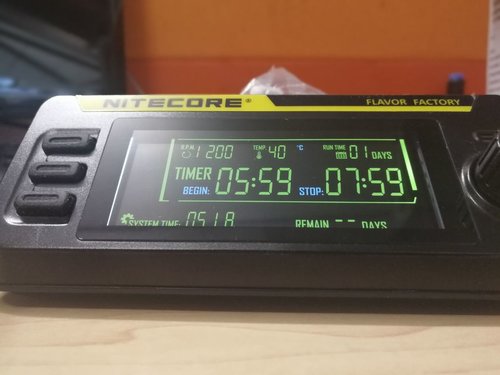 NITECORE® FLAVOR FACTORY
R.P.M. 1200 TEMP 40 °C RUN TIME 01 DAYS
TIMER
BEGIN: 05:59 STOP: 07:59
SYSTEM TIME: REMAIN -- DAYS